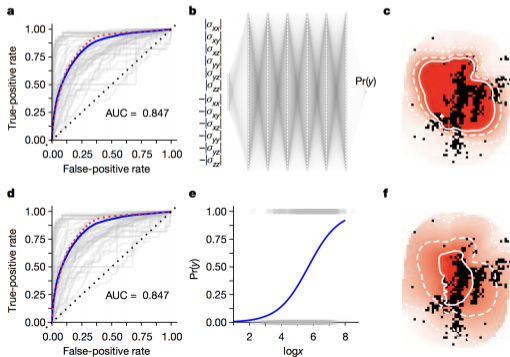 a
1.00
0.75
0.50
0.25
0.00
True-positive rate
AUC = 0.847
0.00 0.25 0.50 0.75 1.00
False-positive rate
b
|σxx|
|σxy|
|σxz|
|σyy|
|σyz|
|σzz|
−|σxx|
−|σxy|
−|σxz|
−|σyy|
−|σyz|
−|σzz|
Pr(y)
c
d
1.00
0.75
0.50
0.25
0.00
True-positive rate
AUC = 0.847
0.00 0.25 0.50 0.75 1.00
False-positive rate
e
1.00
0.75
0.50
0.25
0.00
Pr(y)
2 4 6 8
logx
f